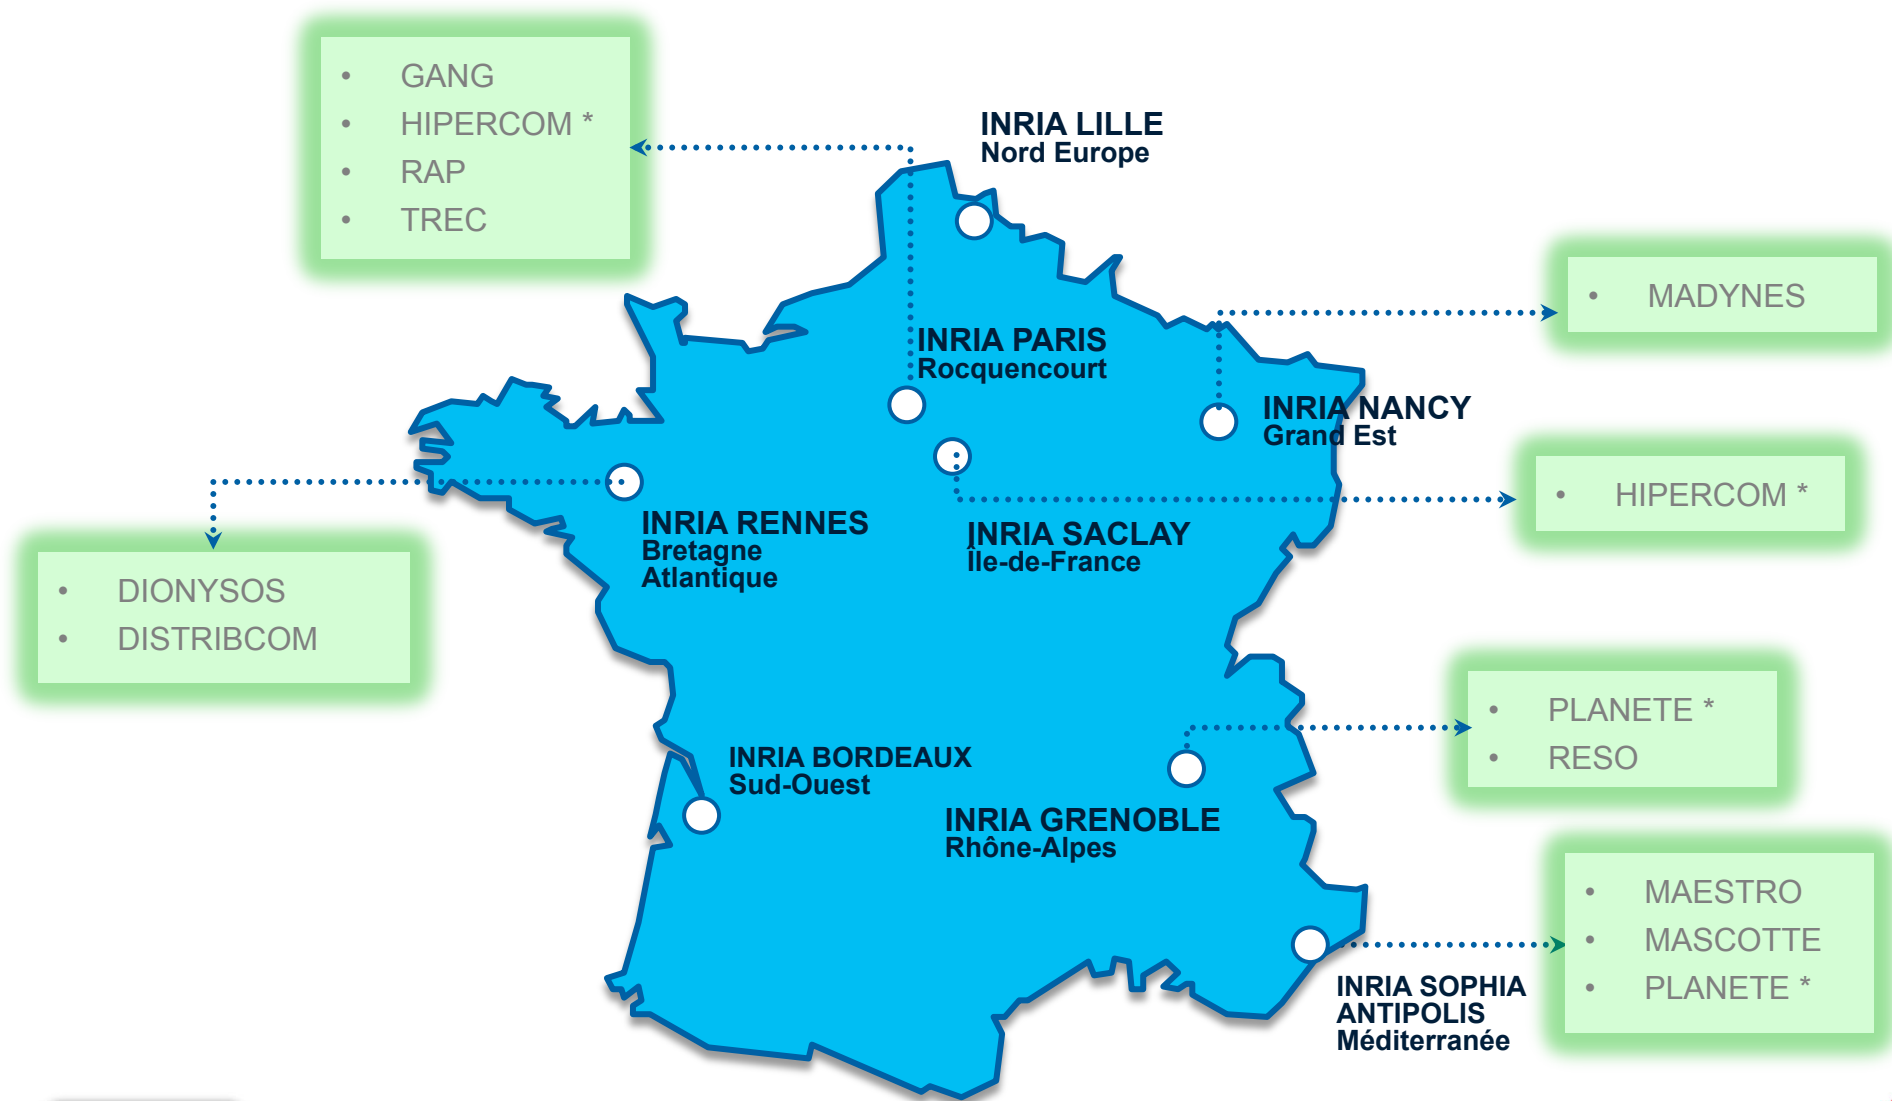 • GANG
• HIPERCOM *
• RAP
• TREC
INRIA LILLE
Nord Europe
• MADYNES
INRIA PARIS
Rocquencourt
INRIA NANCY
Grand Est
• HIPERCOM *
INRIA RENNES
Bretagne
Atlantique
INRIA SACLAY
Île-de-France
• DIONYSOS
• DISTRIBCOM
• PLANETE *
• RESO
INRIA BORDEAUX
Sud-Ouest
INRIA GRENOBLE
Rhône-Alpes
• MAESTRO
• MASCOTTE
• PLANETE *
INRIA SOPHIA
ANTIPOLIS
Méditerranée